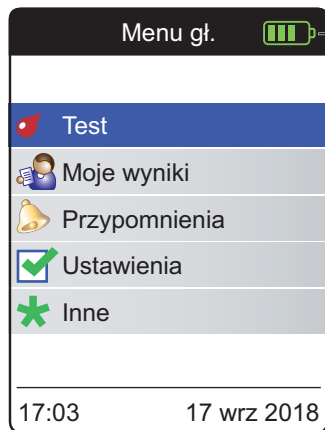 Menu gł.
Test
Moje wyniki
Przypomnienia
Ustawienia
Inne
17:03 17 wrz 2018